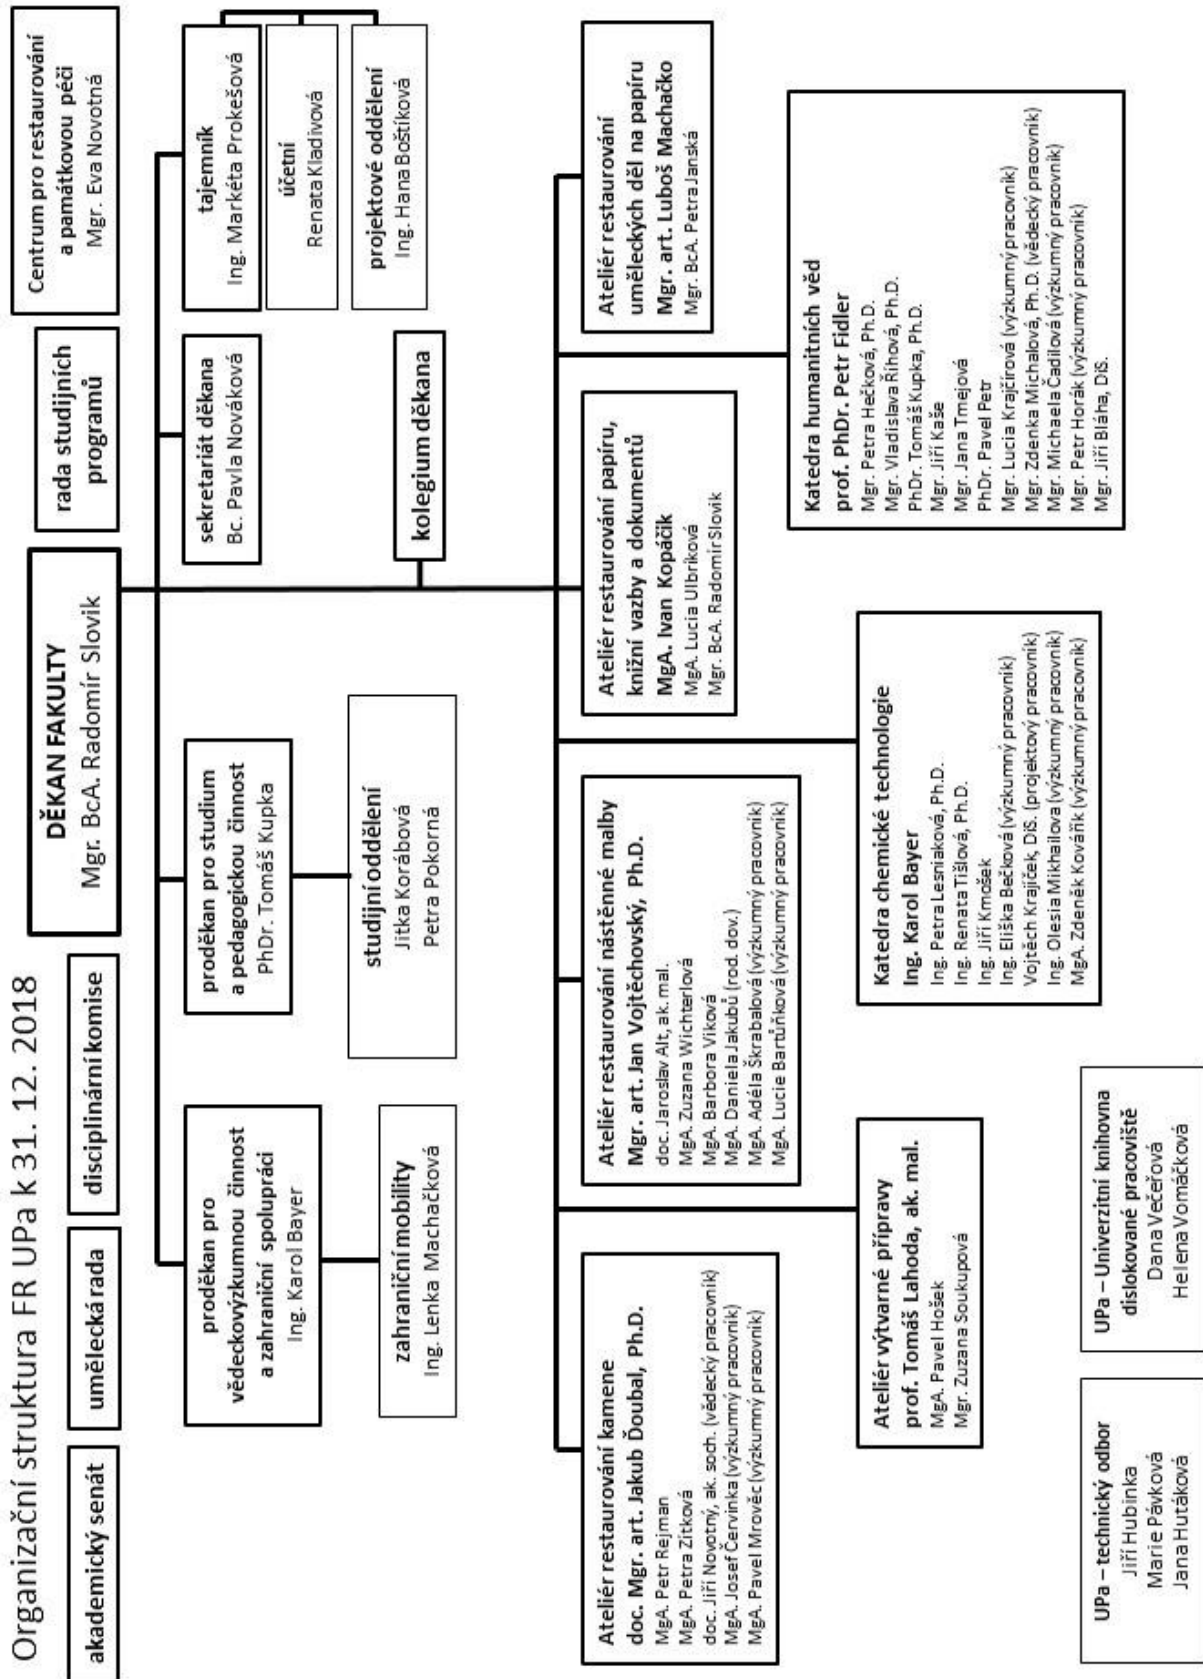 Organizační struktura FR UPa k 31. 12. 2018
akademický senát
umělecká rada
disciplinární komise
DĚKAN FAKULTY
Mgr. BcA. Radomír Slovik
rada studijních
programů
Centrum pro restaurování
a památkovou péči
Mgr. Eva Novotná
proděkan pro
vědeckovýzkumnou činnost
a zahraniční spolupráci
Ing. Karol Bayer
proděkan pro studium
a pedagogickou činnost
PhDr. Tomáš Kupka
sekretariát děkana
Bc. Pavla Nováková
tajemník
Ing. Markéta Prokešová
účetní
Renata Kladivová
projektové oddělení
Ing. Hana Boštíková
zahraniční mobility
Ing. Lenka Machačková
studijní oddělení
Jitka Korábová
Petra Pokorná
kolegium děkana
Ateliér restaurování kamene
doc. Mgr. art. Jakub Ďoubal, Ph.D.
MgA. Petr Rejman
MgA. Petra Zítková
doc. Jiří Novotný, ak. soch. (vědecký pracovník)
MgA. Josef Červinka (výzkumný pracovník)
MgA. Pavel Mrověc (výzkumný pracovník)
Ateliér restaurování nástěnné malby
Mgr. art. Jan Vojtěchovský, Ph.D.
doc. Jaroslav Alt, ak. mal.
MgA. Zuzana Wichterlová
MgA. Barbora Viková
MgA. Daniela Jakubů (rod. dov.)
MgA. Adéla Škrabalová (výzkumný pracovník)
MgA. Lucie Bartůňková (výzkumný pracovník)
Ateliér restaurování papíru,
knižní vazby a dokumentů
MgA. Ivan Kopáčik
MgA. Lucia Ulbriková
Mgr. BcA. Radomír Slovik
Ateliér restaurování
uměleckých děl na papíru
Mgr. art. Luboš Machačko
Mgr. BcA. Petra Janská
Ateliér výtvarné přípravy
prof. Tomáš Lahoda, ak. mal.
MgA. Pavel Hošek
Mgr. Zuzana Soukupová
Katedra chemické technologie
Ing. Karol Bayer
Ing. Petra Lesniaková, Ph.D.
Ing. Renata Tišlová, Ph.D.
Ing. Jiří Kmošek
Ing. Eliška Bečková (výzkumný pracovník)
Vojtěch Krajíček, DiS. (projektový pracovník)
Ing. Olesia Mikhailova (výzkumný pracovník)
MgA. Zdeněk Kovářík (výzkumný pracovník)
Katedra humanitních věd
prof. PhDr. Petr Fidler
Mgr. Petra Hečková, Ph.D.
Mgr. Vladislava Říhová, Ph.D.
PhDr. Tomáš Kupka, Ph.D.
Mgr. Jiří Kaše
Mgr. Jana Tmejová
PhDr. Pavel Petr
Mgr. Lucia Krajčírová (výzkumný pracovník)
Mgr. Zdenka Michalová, Ph.D. (vědecký pracovník)
Mgr. Michaela Čadilová (výzkumný pracovník)
Mgr. Petr Horák (výzkumný pracovník)
Mgr. Jiří Bláha, DiS.
UPa – technický odbor
Jiří Hubinka
Marie Pávková
Jana Hutáková
UPa – Univerzitní knihovna
dislokované pracoviště
Dana Večeřová
Helena Vomáčková